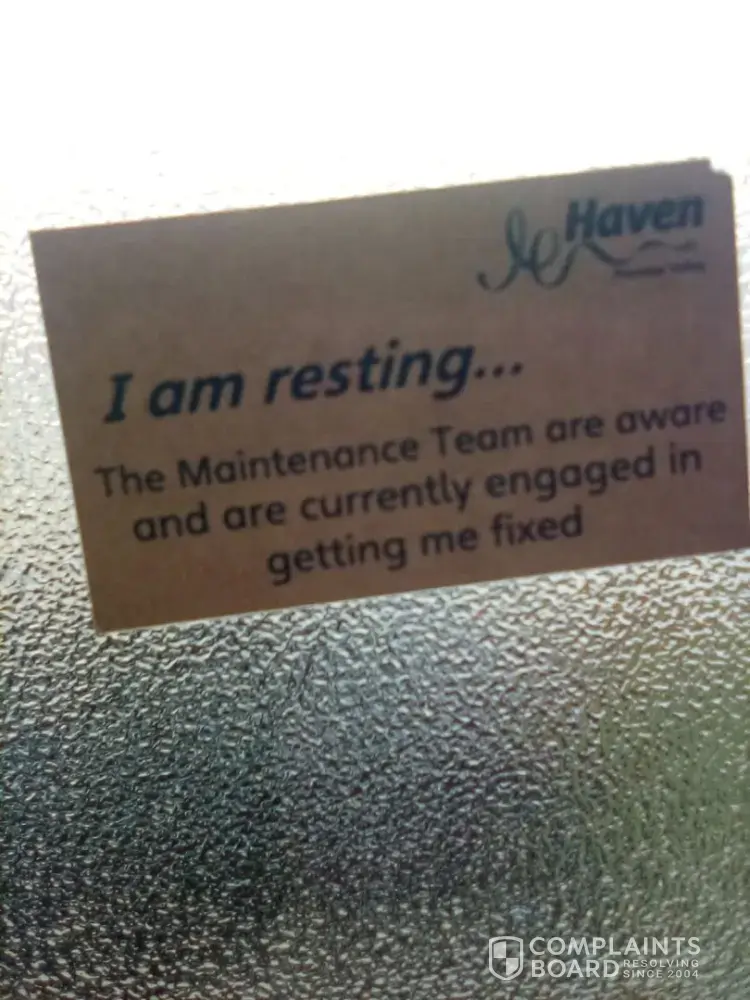 Haven
I am resting...
The Maintenance Team are aware
and are currently engaged in
getting me fixed
COMPLAINTS
BOARD RESOLVING
SINCE 2004